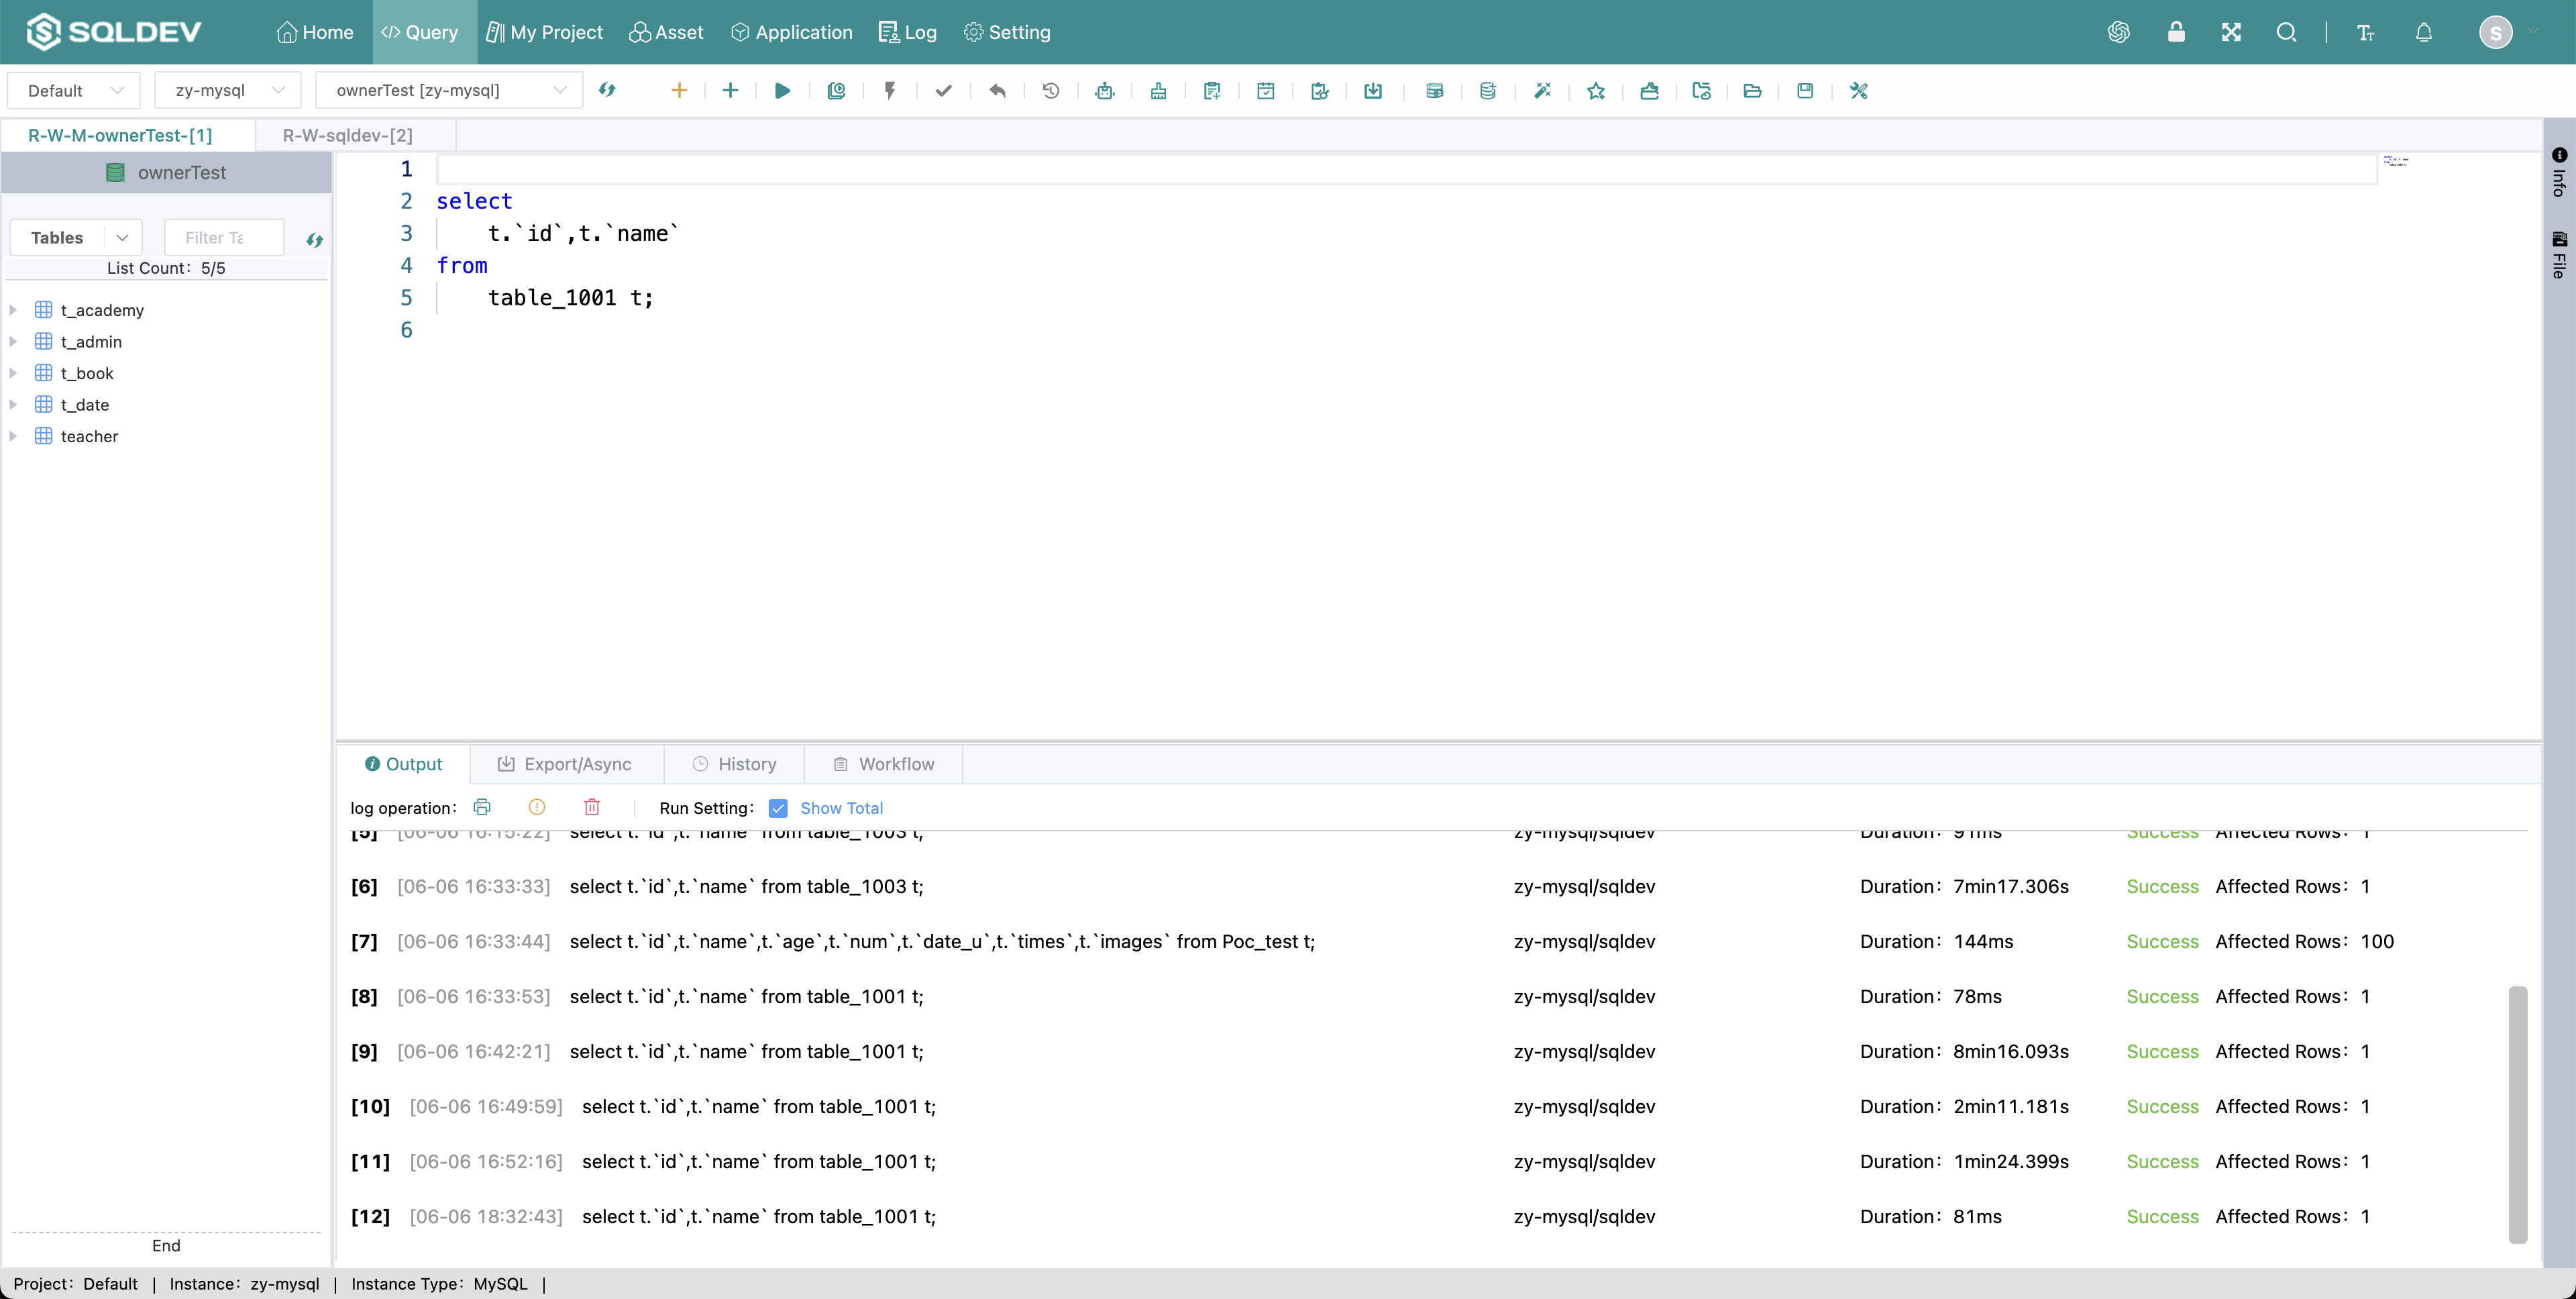 SQLDEV Home Query My Project Asset Application Log Setting S
Default zy-mysql ownerTest [zy-mysql]
R-W-M-ownerTest-[1] R-W-sqldev-[2]
ownerTest
Tables Filter Ta
List Count: 5/5
t_academy
t_admin
t_book
t_date
teacher
End
1
2 select
3 t.`id`,t.`name`
4 from
5 table_1001 t;
6
Info
File
Output Export/Async History Workflow
log operation: Run Setting: Show Total
[5] [06-06 16:15:22] select t.`id`,t.`name` from table_1003 t; zy-mysql/sqldev Duration: 91ms Success Affected Rows: 1
[6] [06-06 16:33:33] select t.`id`,t.`name` from table_1003 t; zy-mysql/sqldev Duration: 7min17.306s Success Affected Rows: 1
[7] [06-06 16:33:44] select t.`id`,t.`name`,t.`age`,t.`num`,t.`date_u`,t.`times`,t.`images` from Poc_test t; zy-mysql/sqldev Duration: 144ms Success Affected Rows: 100
[8] [06-06 16:33:53] select t.`id`,t.`name` from table_1001 t; zy-mysql/sqldev Duration: 78ms Success Affected Rows: 1
[9] [06-06 16:42:21] select t.`id`,t.`name` from table_1001 t; zy-mysql/sqldev Duration: 8min16.093s Success Affected Rows: 1
[10] [06-06 16:49:59] select t.`id`,t.`name` from table_1001 t; zy-mysql/sqldev Duration: 2min11.181s Success Affected Rows: 1
[11] [06-06 16:52:16] select t.`id`,t.`name` from table_1001 t; zy-mysql/sqldev Duration: 1min24.399s Success Affected Rows: 1
[12] [06-06 18:32:43] select t.`id`,t.`name` from table_1001 t; zy-mysql/sqldev Duration: 81ms Success Affected Rows: 1
Project: Default | Instance: zy-mysql | Instance Type: MySQL |